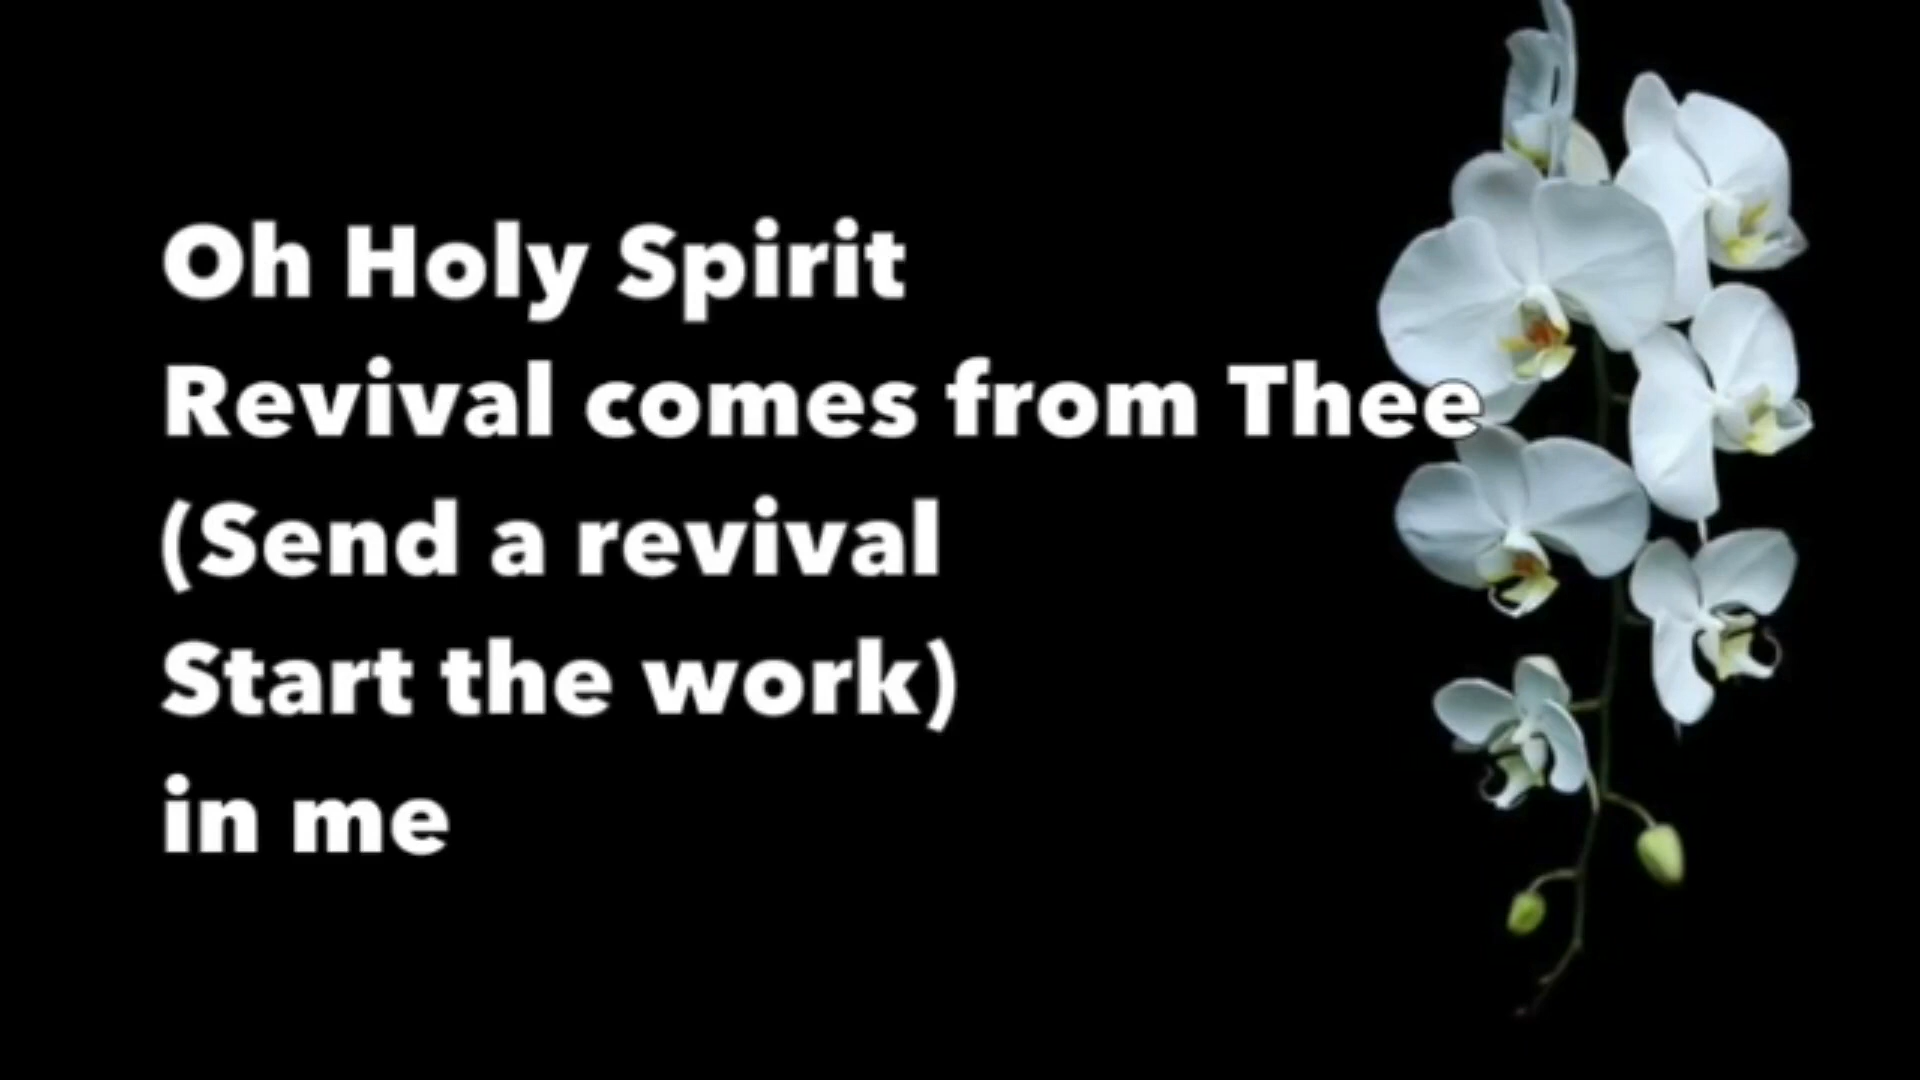 Oh Holy Spirit
Revival comes from Thee
(Send a revival
Start the work)
in me